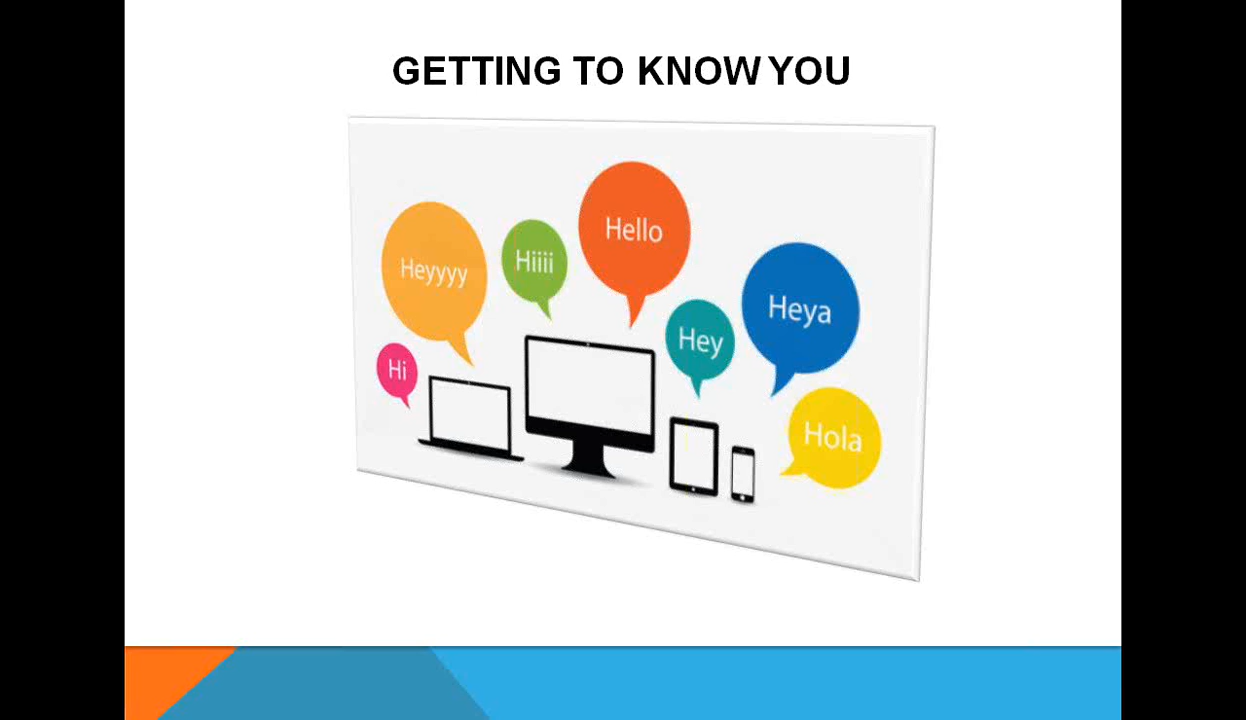 GETTING TO KNOW YOU
Heyyyy
Hiiii
Hello
Hi
Hey
Heya
Hola